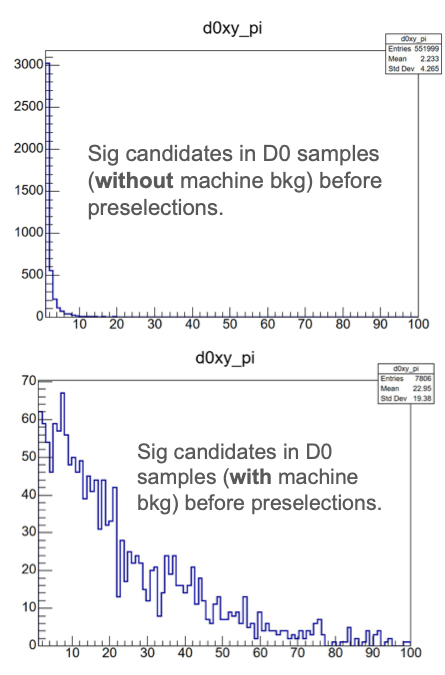 d0xy_pi
d0xy_pi
Entries 551999
Mean 2.233
Std Dev 4.265
3000
2500
2000
1500
1000
500
0
Sig candidates in D0 samples
(without machine bkg) before
preselections.
10 20 30 40 50 60 70 80 90 100
d0xy_pi
d0xy_pi
Entries 7806
Mean 22.95
Std Dev 19.38
70
60
50
40
30
20
10
0
Sig candidates in D0
samples (with machine
bkg) before preselections.
10 20 30 40 50 60 70 80 90 100